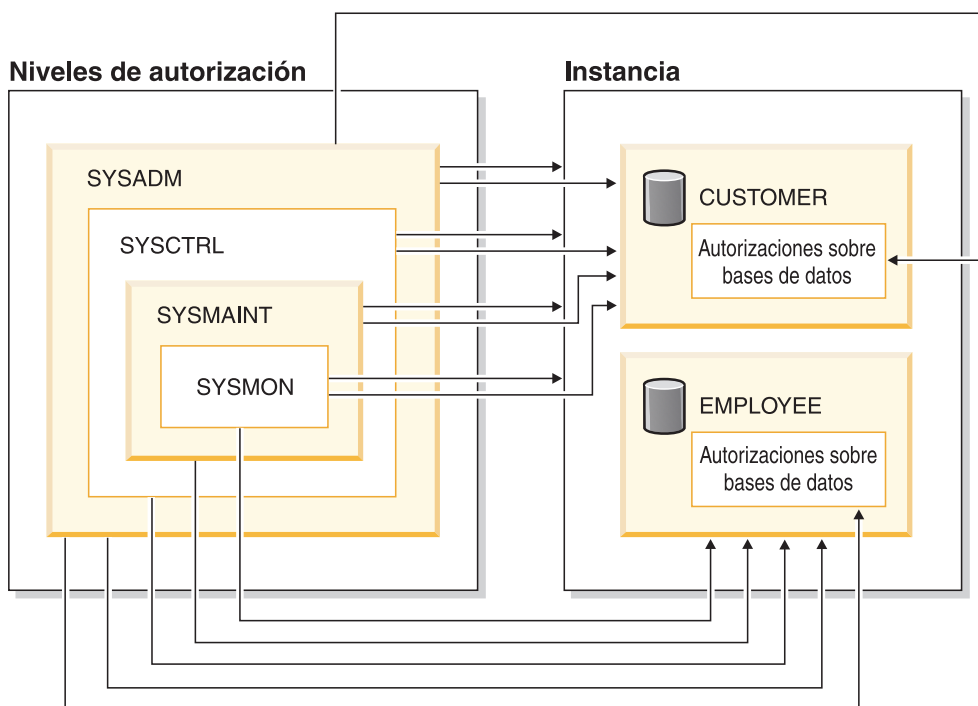 Niveles de autorización
Instancia
SYSADM
SYSCTRL
SYSMAINT
SYSMON
CUSTOMER
Autorizaciones sobre
bases de datos
EMPLOYEE
Autorizaciones sobre
bases de datos